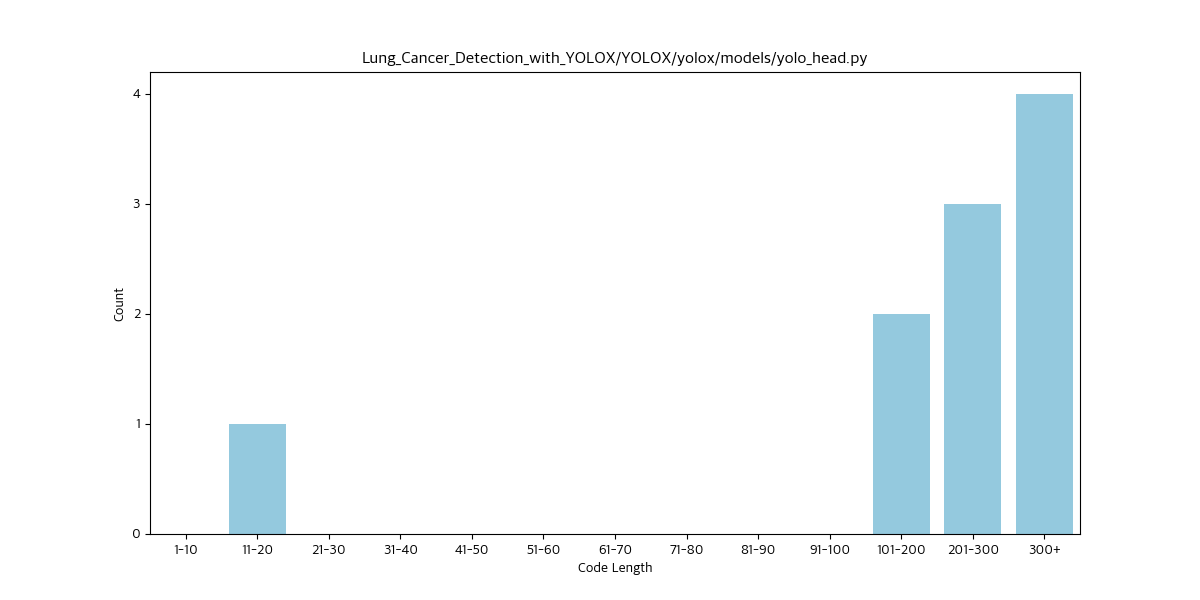 Lung_Cancer_Detection_with_YOLOX/YOLOX/yolox/models/yolo_head.py
4
3
2
1
0
Count
1-10 11-20 21-30 31-40 41-50 51-60 61-70 71-80 81-90 91-100 101-200 201-300 300+
Code Length